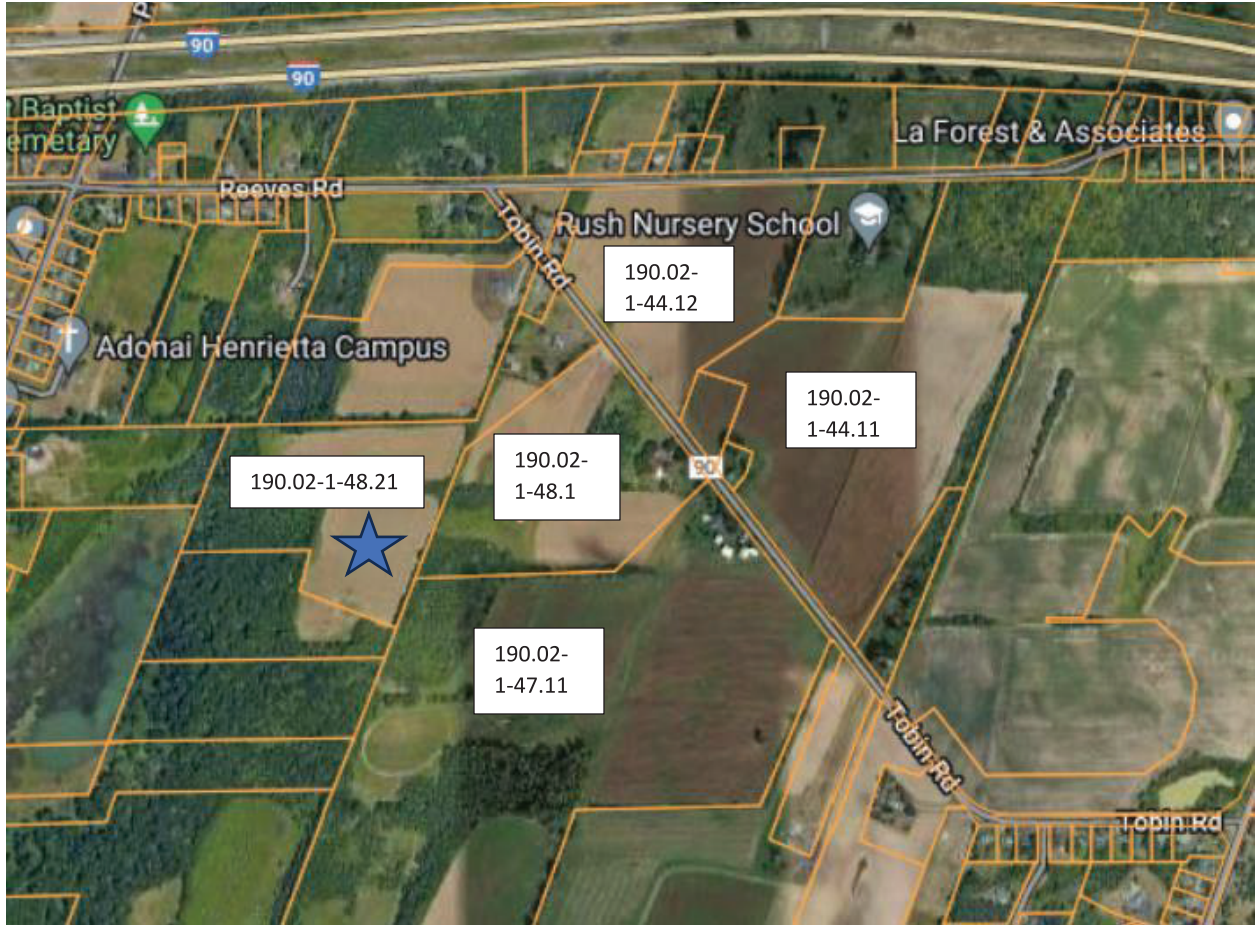 P
90
90
t Baptist
emetary
La Forest & Associates
Reeves Rd
Tobin Rd
Rush Nursery School
190.02-
1-44.12
Adonai Henrietta Campus
190.02-
1-44.11
190.02-1-48.21
190.02-
1-48.1
90
190.02-
1-47.11
Tobin Rd
Tobin Rd